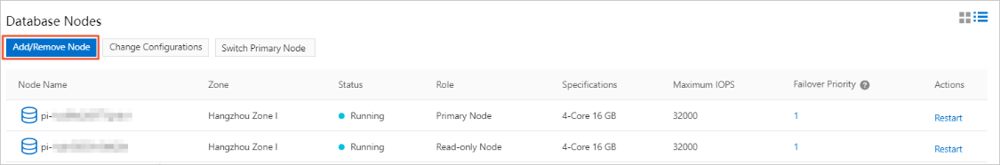 Database Nodes
Add/Remove Node Change Configurations Switch Primary Node
Node Name Zone Status Role Specifications Maximum IOPS Failover Priority ? Actions
pi- Hangzhou Zone I Running Primary Node 4-Core 16 GB 32000 1 Restart
pi- Hangzhou Zone I Running Read-only Node 4-Core 16 GB 32000 1 Restart